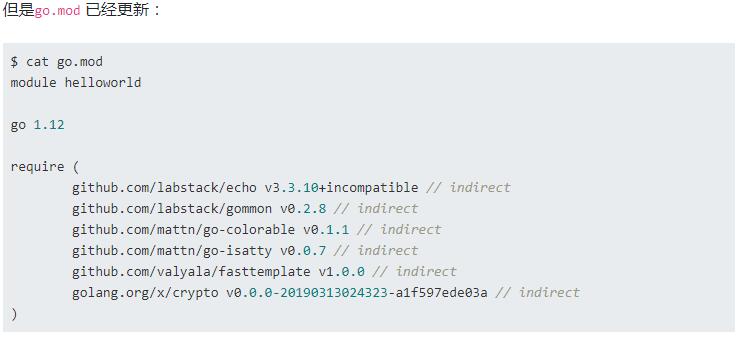 但是go.mod 已经更新：
$ cat go.mod
module helloworld
go 1.12
require (
github.com/labstack/echo v3.3.10+incompatible // indirect
github.com/labstack/gommon v0.2.8 // indirect
github.com/mattn/go-colorable v0.1.1 // indirect
github.com/mattn/go-isatty v0.0.7 // indirect
github.com/valyala/fasttemplate v1.0.0 // indirect
golang.org/x/crypto v0.0.0-20190313024323-a1f597ede03a // indirect
)